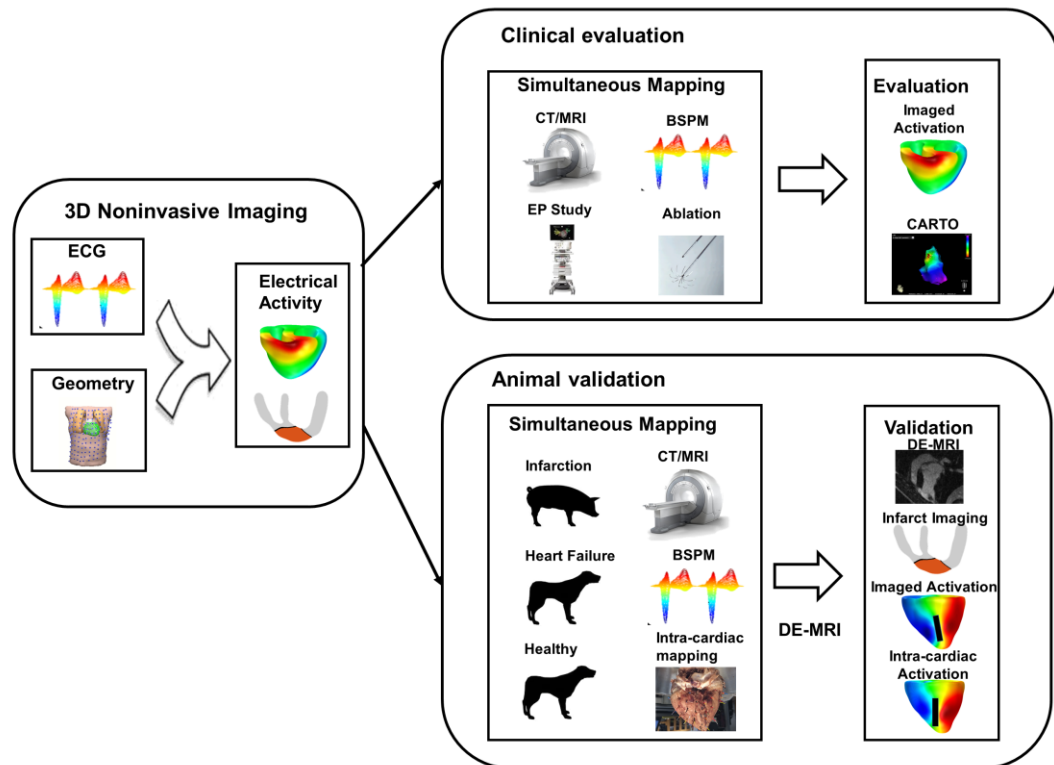 3D Noninvasive Imaging
ECG
Geometry
Electrical
Activity
Clinical evaluation
Simultaneous Mapping
CT/MRI
BSPM
EP Study
Ablation
Evaluation
Imaged
Activation
CARTO
Animal validation
Simultaneous Mapping
Infarction
CT/MRI
Heart Failure
BSPM
Healthy
Intra-cardiac
mapping
DE-MRI
Validation
DE-MRI
Infarct Imaging
Imaged Activation
Intra-cardiac
Activation